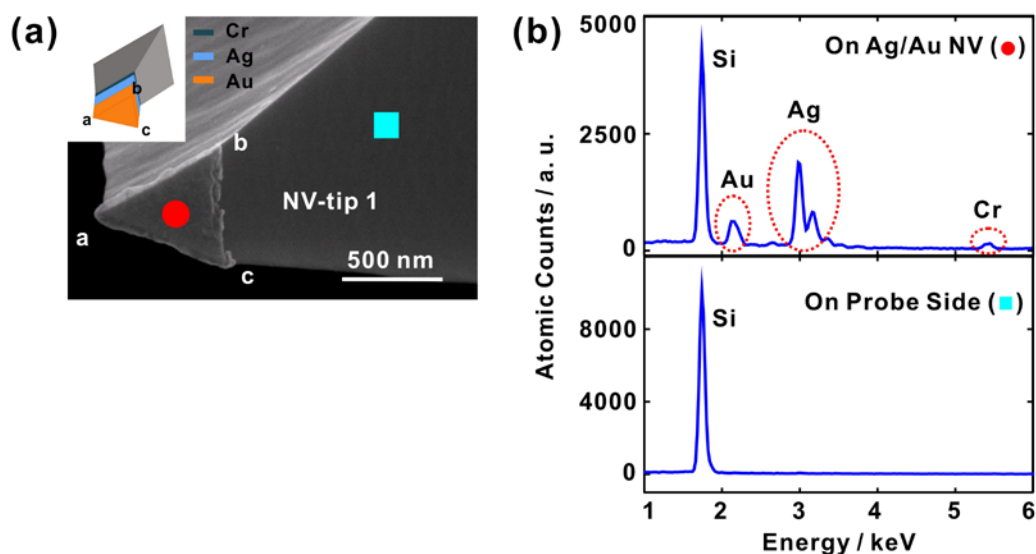 (a)
Cr
Ag
Au
a
b
c
b
NV-tip 1
a
c
500 nm
(b)
5000
On Ag/Au NV (●)
Si
Ag
2500
Au
Cr
0
On Probe Side (■)
Si
8000
4000
0
Atomic Counts / a. u.
1 2 3 4 5 6
Energy / keV